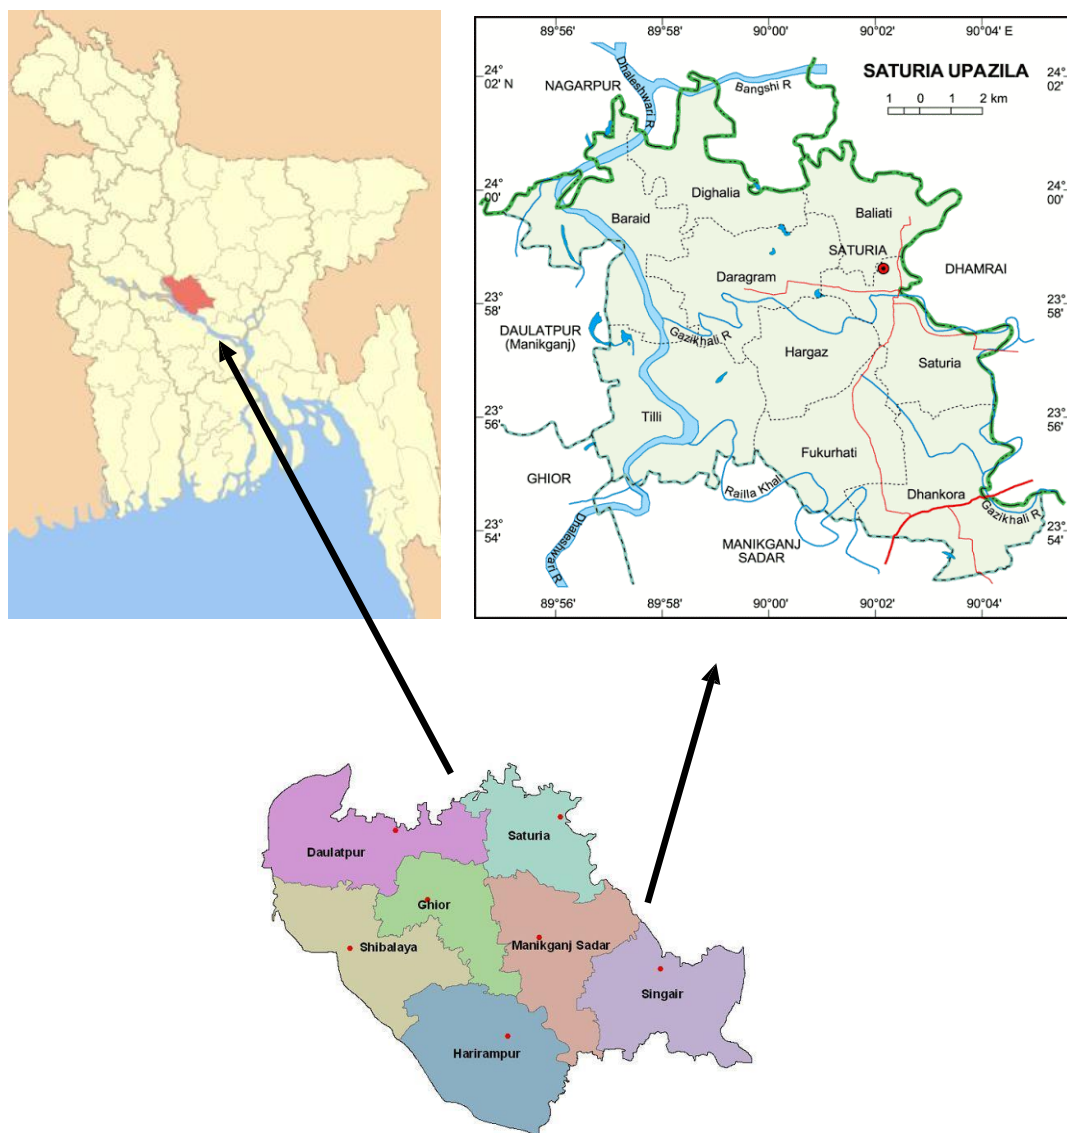 89°56'
89°58'
90°00'
90°02'
90°04' E
24°
02' N
24°
02'
SATURIA UPAZILA
1 0 1 2 km
NAGARPUR
Dhaleshwari R
Bangshi R
24°
00'
24°
00'
Dighalia
Baraid
Baliati
SATURIA
DHAMRAI
Daragram
23°
58'
23°
58'
DAULATPUR
(Manikganj)
Gazikhali R
Hargaz
Saturia
23°
56'
23°
56'
Tilli
Fukurhati
GHIOR
Railla Khal
Dhankora
Gazikhali R
23°
54'
23°
54'
MANIKGANJ
SADAR
Dhaleshwari R
89°56'
89°58'
90°00'
90°02'
90°04'
Saturia
Daulatpur
Ghior
Shibalaya
Manikganj Sadar
Singair
Harirampur